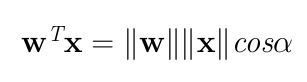 wᵀx = ‖w‖‖x‖ cosα